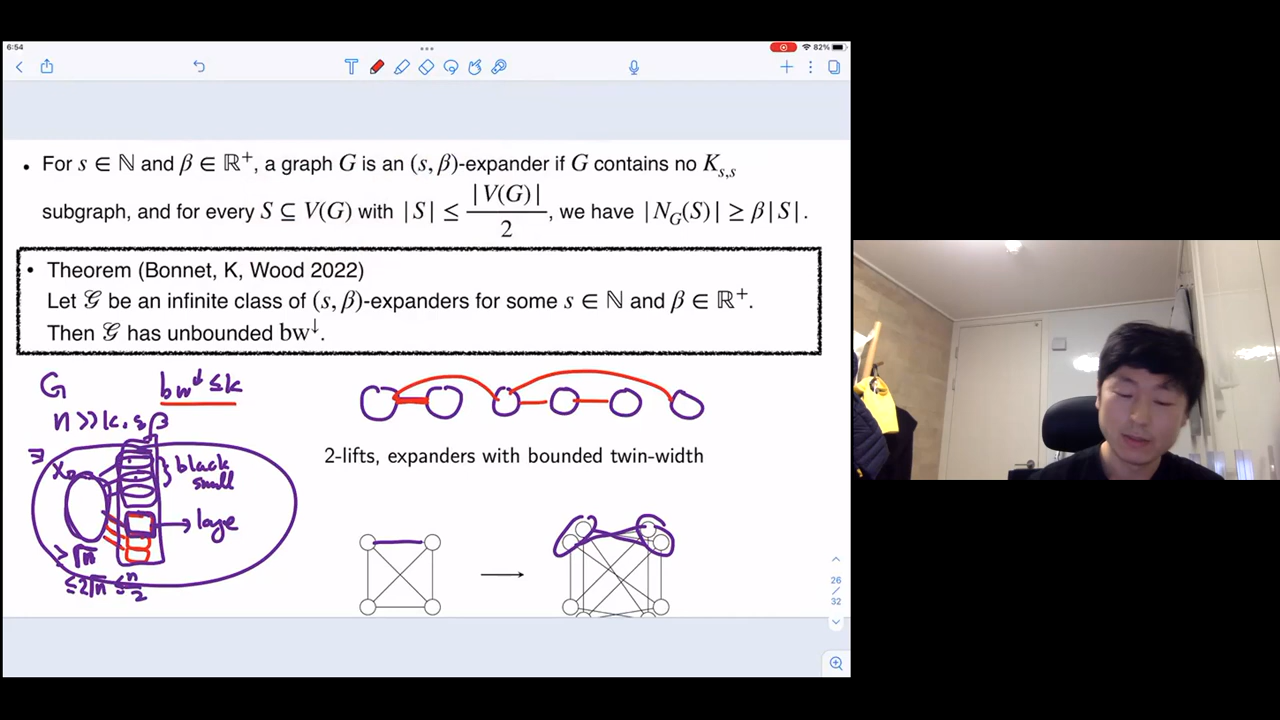 6:54
82%
• For s ∈ ℕ and β ∈ ℝ⁺, a graph G is an (s, β)-expander if G contains no K_{s,s}
subgraph, and for every S ⊆ V(G) with |S| ≤ |V(G)|/2, we have |N_G(S)| ≥ β|S|.
• Theorem (Bonnet, K, Wood 2022)
Let 𝒢 be an infinite class of (s, β)-expanders for some s ∈ ℕ and β ∈ ℝ⁺.
Then 𝒢 has unbounded bw↓.
G bw↓ ≤ k
n >> k, s, β
∃
X
black
small
→ large
> √n
≤ 2√n ≤ n/2
2-lifts, expanders with bounded twin-width
26
/
32